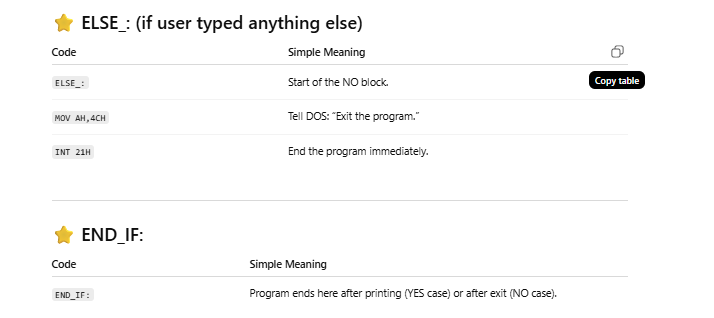 ⭐ ELSE_: (if user typed anything else)
Code Simple Meaning
ELSE_: Start of the NO block.
Copy table
MOV AH,4CH Tell DOS: “Exit the program.”
INT 21H End the program immediately.
⭐ END_IF:
Code Simple Meaning
END_IF: Program ends here after printing (YES case) or after exit (NO case).